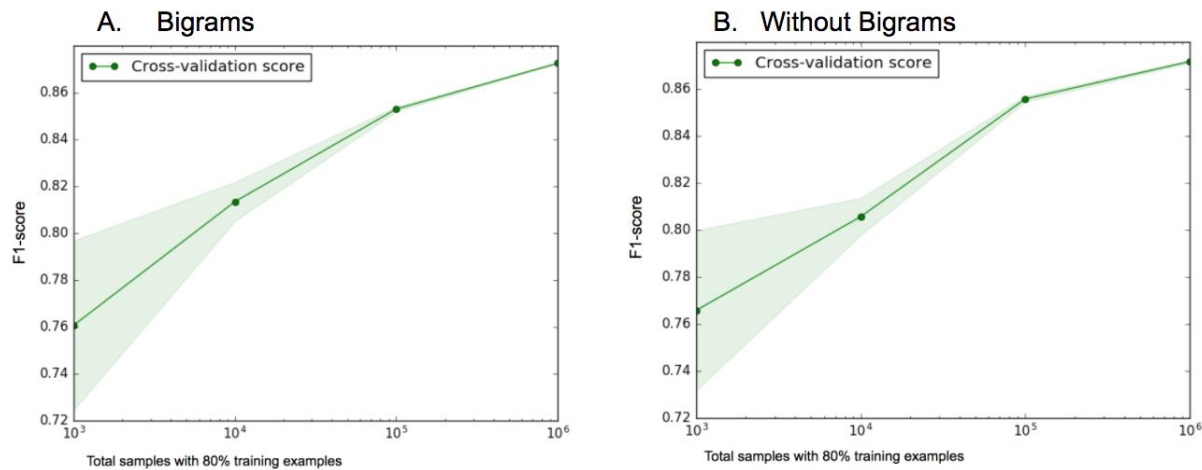 A. Bigrams
Cross-validation score
0.86
0.84
0.82
0.80
0.78
0.76
0.74
0.72
F1-score
10³ 10⁴ 10⁵ 10⁶
Total samples with 80% training examples
B. Without Bigrams
Cross-validation score
0.86
0.84
0.82
0.80
0.78
0.76
0.74
0.72
F1-score
10³ 10⁴ 10⁵ 10⁶
Total samples with 80% training examples